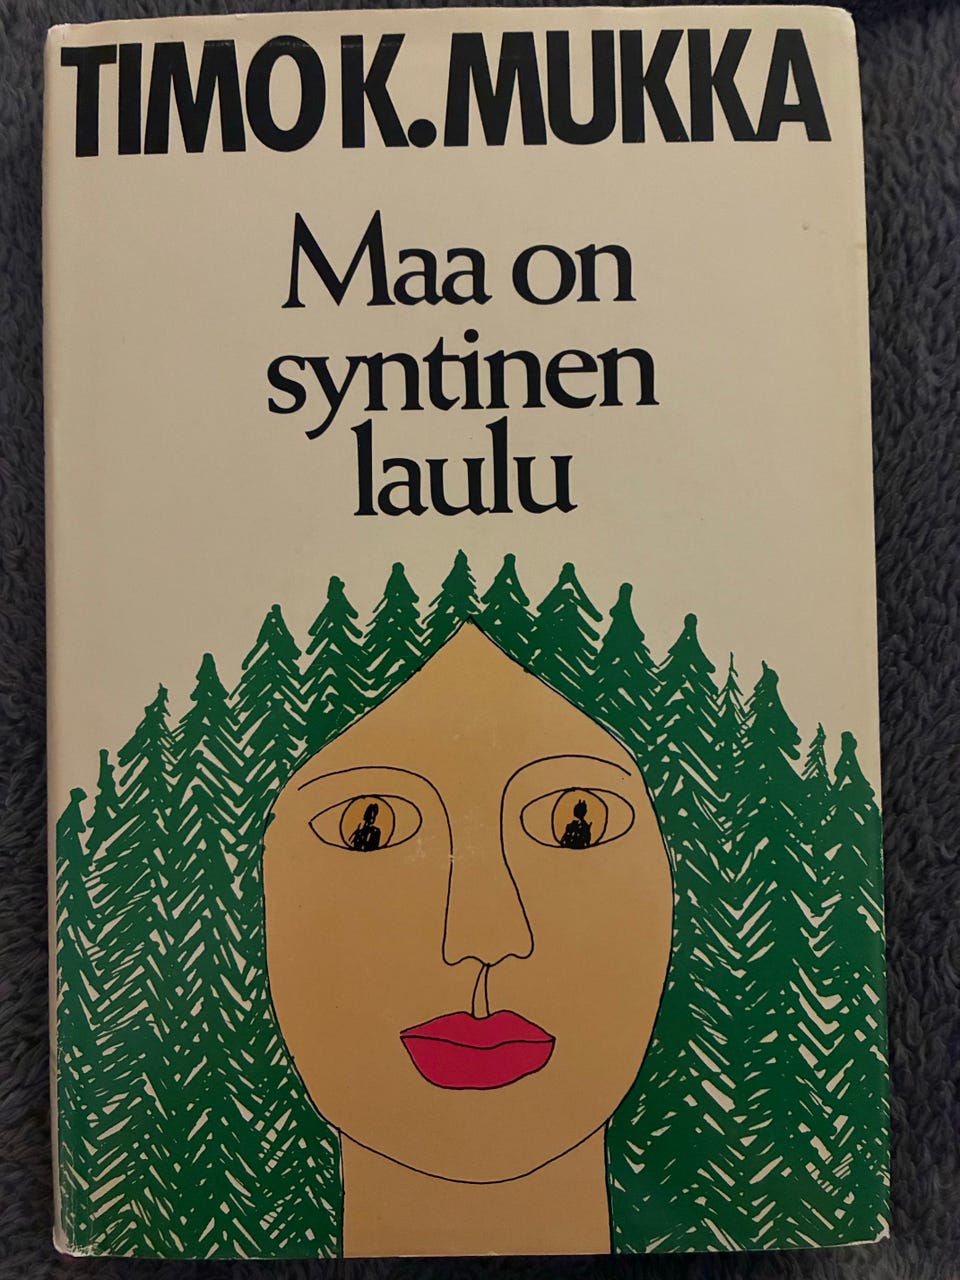 TIMO K. MUKKA
Maa on
syntinen
laulu